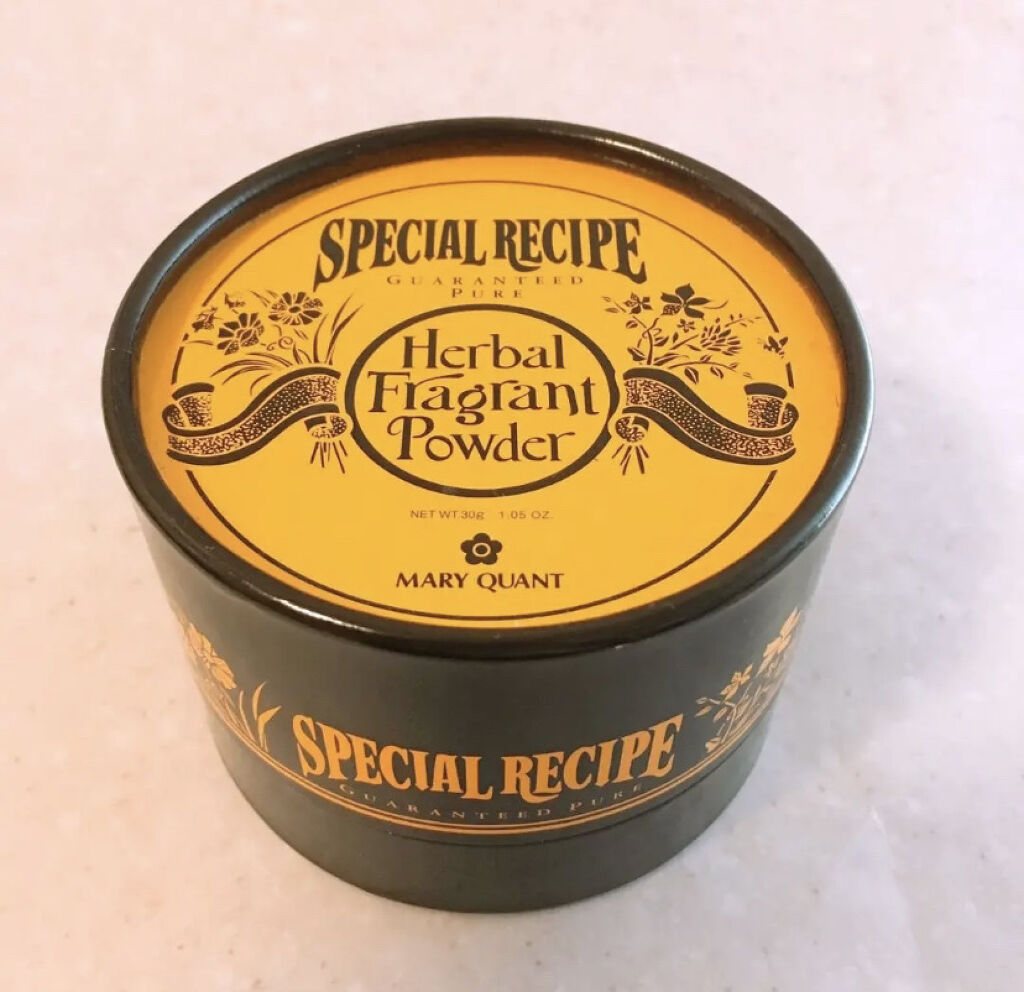 SPECIAL RECIPE
GUARANTEED
PURE
Herbal
Fragrant
Powder
NET WT.30g 1.05 OZ.
MARY QUANT
SPECIAL RECIPE
GUARANTEED PURE